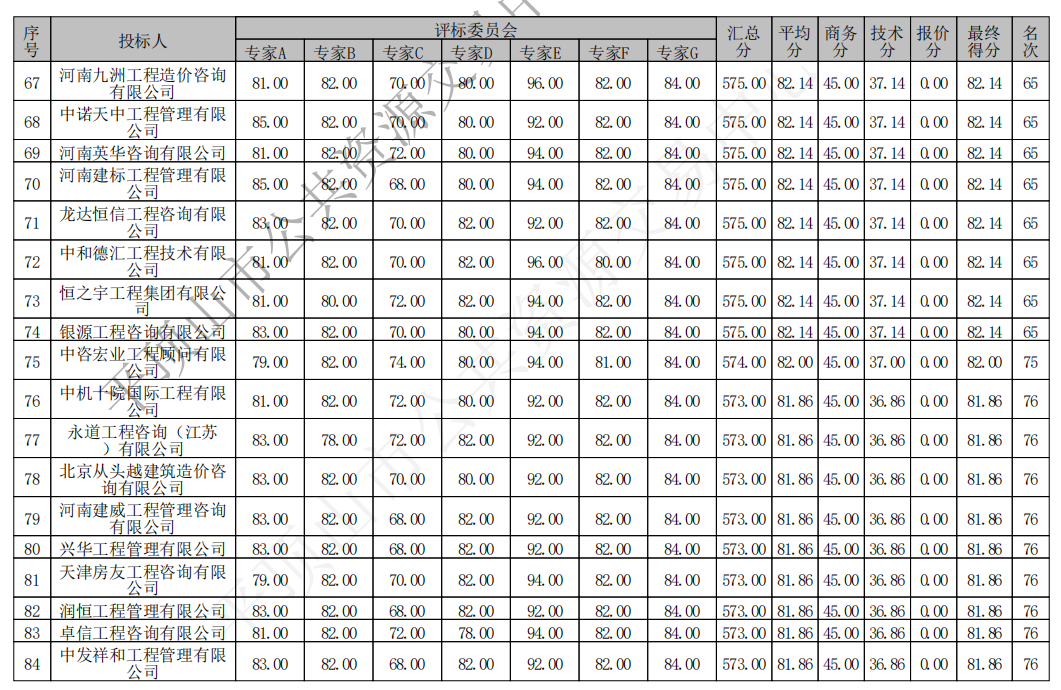 序号 投标人 评标委员会 汇总分 平均分 商务分 技术分 报价分 最终得分 名次
专家A 专家B 专家C 专家D 专家E 专家F 专家G
67 河南九洲工程造价咨询有限公司 81.00 82.00 70.00 80.00 96.00 82.00 84.00 575.00 82.14 45.00 37.14 0.00 82.14 65
68 中诺天中工程管理有限公司 85.00 82.00 70.00 80.00 92.00 82.00 84.00 575.00 82.14 45.00 37.14 0.00 82.14 65
69 河南英华咨询有限公司 81.00 82.00 72.00 80.00 94.00 82.00 84.00 575.00 82.14 45.00 37.14 0.00 82.14 65
70 河南建标工程管理有限公司 85.00 82.00 68.00 80.00 94.00 82.00 84.00 575.00 82.14 45.00 37.14 0.00 82.14 65
71 龙达恒信工程咨询有限公司 83.00 82.00 70.00 82.00 92.00 82.00 84.00 575.00 82.14 45.00 37.14 0.00 82.14 65
72 中和德汇工程技术有限公司 81.00 82.00 70.00 82.00 96.00 80.00 84.00 575.00 82.14 45.00 37.14 0.00 82.14 65
73 恒之宇工程集团有限公司 81.00 80.00 72.00 82.00 94.00 82.00 84.00 575.00 82.14 45.00 37.14 0.00 82.14 65
74 银源工程咨询有限公司 83.00 82.00 70.00 80.00 94.00 82.00 84.00 575.00 82.14 45.00 37.14 0.00 82.14 65
75 中咨宏业工程顾问有限公司 79.00 82.00 74.00 80.00 94.00 81.00 84.00 574.00 82.00 45.00 37.00 0.00 82.00 75
76 中机十院国际工程有限公司 81.00 82.00 72.00 80.00 92.00 82.00 84.00 573.00 81.86 45.00 36.86 0.00 81.86 76
77 永道工程咨询（江苏）有限公司 83.00 78.00 72.00 82.00 92.00 82.00 84.00 573.00 81.86 45.00 36.86 0.00 81.86 76
78 北京从头越建筑造价咨询有限公司 83.00 82.00 70.00 80.00 92.00 82.00 84.00 573.00 81.86 45.00 36.86 0.00 81.86 76
79 河南建威工程管理咨询有限公司 83.00 82.00 68.00 82.00 92.00 82.00 84.00 573.00 81.86 45.00 36.86 0.00 81.86 76
80 兴华工程管理有限公司 83.00 82.00 68.00 82.00 92.00 82.00 84.00 573.00 81.86 45.00 36.86 0.00 81.86 76
81 天津房友工程咨询有限公司 79.00 82.00 70.00 82.00 94.00 82.00 84.00 573.00 81.86 45.00 36.86 0.00 81.86 76
82 润恒工程管理有限公司 83.00 82.00 68.00 82.00 92.00 82.00 84.00 573.00 81.86 45.00 36.86 0.00 81.86 76
83 卓信工程咨询有限公司 81.00 82.00 72.00 78.00 94.00 82.00 84.00 573.00 81.86 45.00 36.86 0.00 81.86 76
84 中发祥和工程管理有限公司 83.00 82.00 68.00 82.00 92.00 82.00 84.00 573.00 81.86 45.00 36.86 0.00 81.86 76
平顶山市公共资源交易中
平顶山市公共资源交易中心